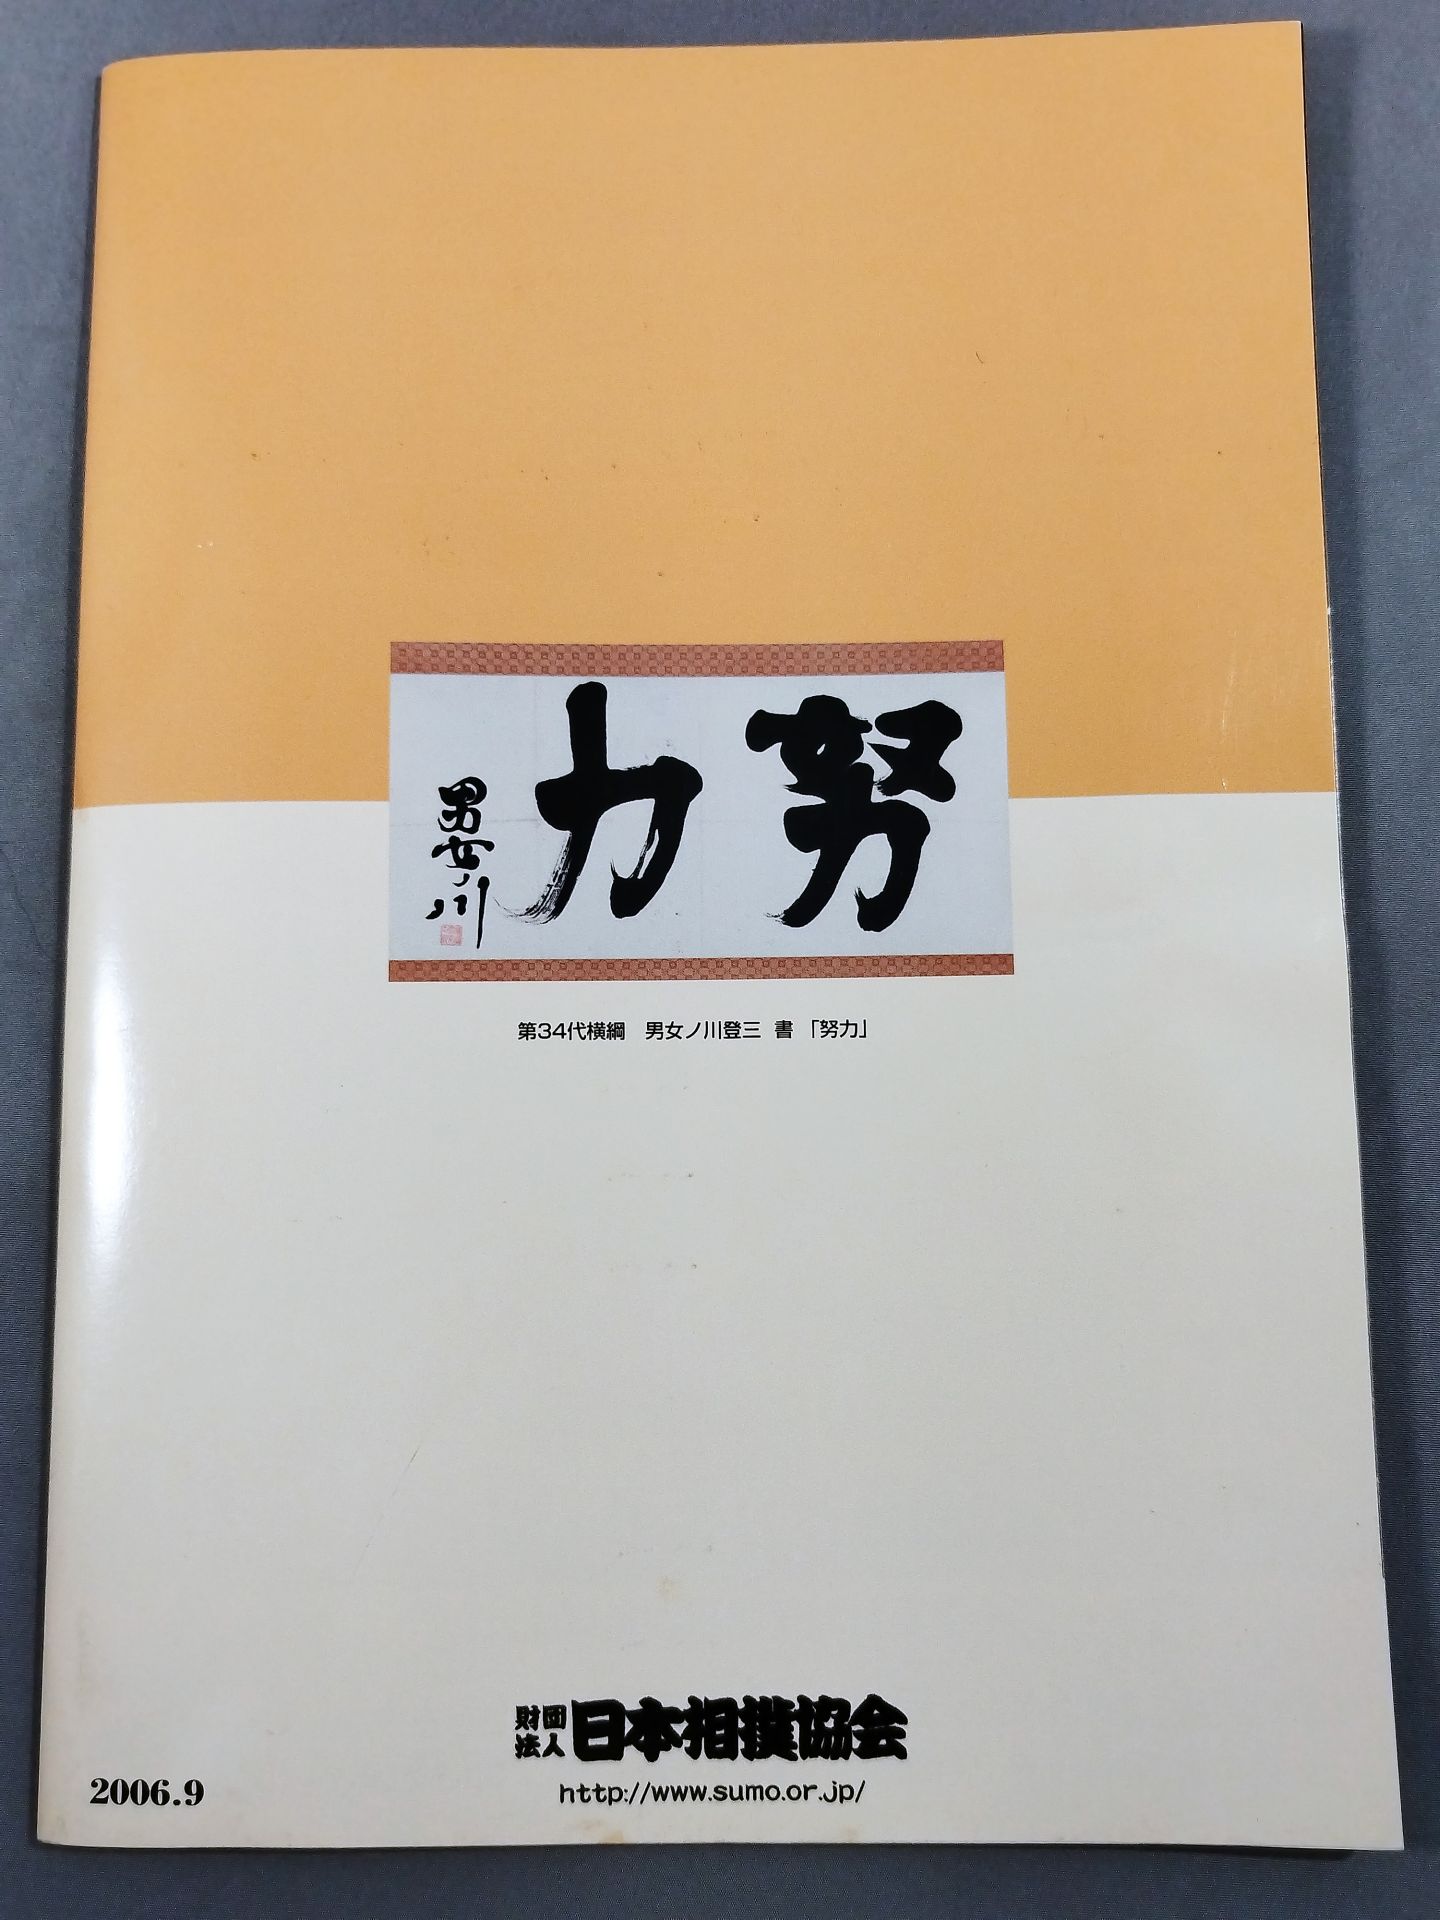 努力
男女ノ川
第34代横綱 男女ノ川登三 書 「努力」
財団法人 日本相撲協会
http://www.sumo.or.jp/
2006.9